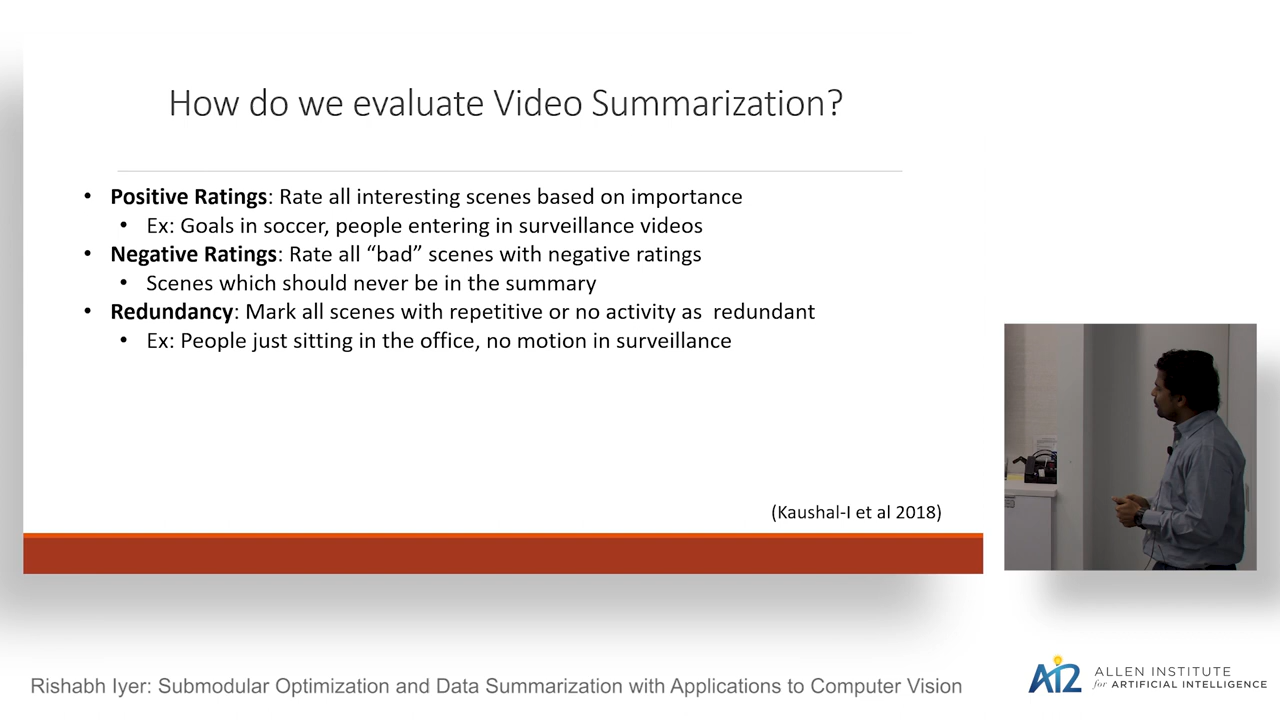 How do we evaluate Video Summarization?
• Positive Ratings: Rate all interesting scenes based on importance
• Ex: Goals in soccer, people entering in surveillance videos
• Negative Ratings: Rate all “bad” scenes with negative ratings
• Scenes which should never be in the summary
• Redundancy: Mark all scenes with repetitive or no activity as  redundant
• Ex: People just sitting in the office, no motion in surveillance
(Kaushal-I et al 2018)
Rishabh Iyer: Submodular Optimization and Data Summarization with Applications to Computer Vision
AI2
ALLEN INSTITUTE
for ARTIFICIAL INTELLIGENCE